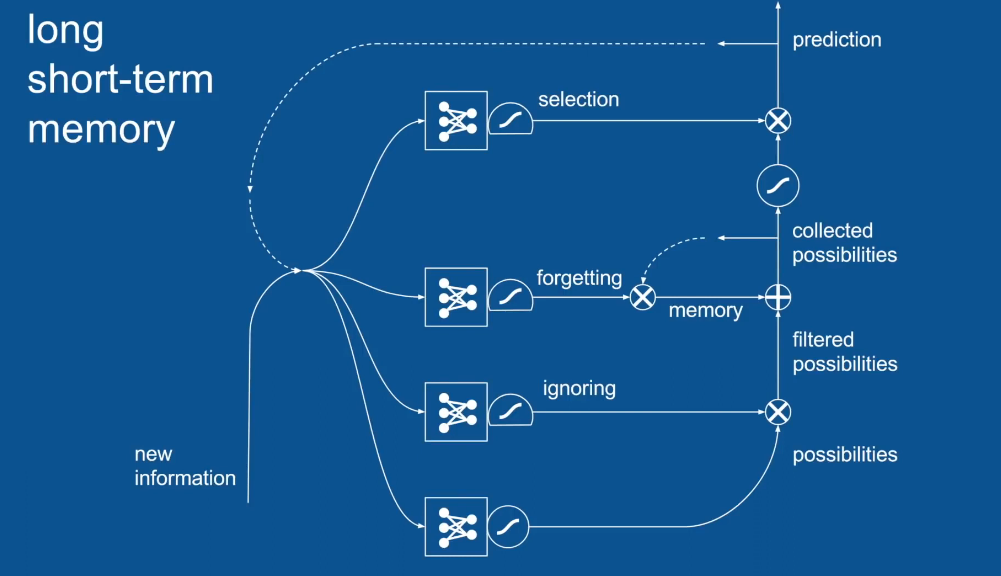 long
short-term
memory
prediction
selection
collected
possibilities
forgetting
memory
filtered
possibilities
ignoring
new
information
possibilities